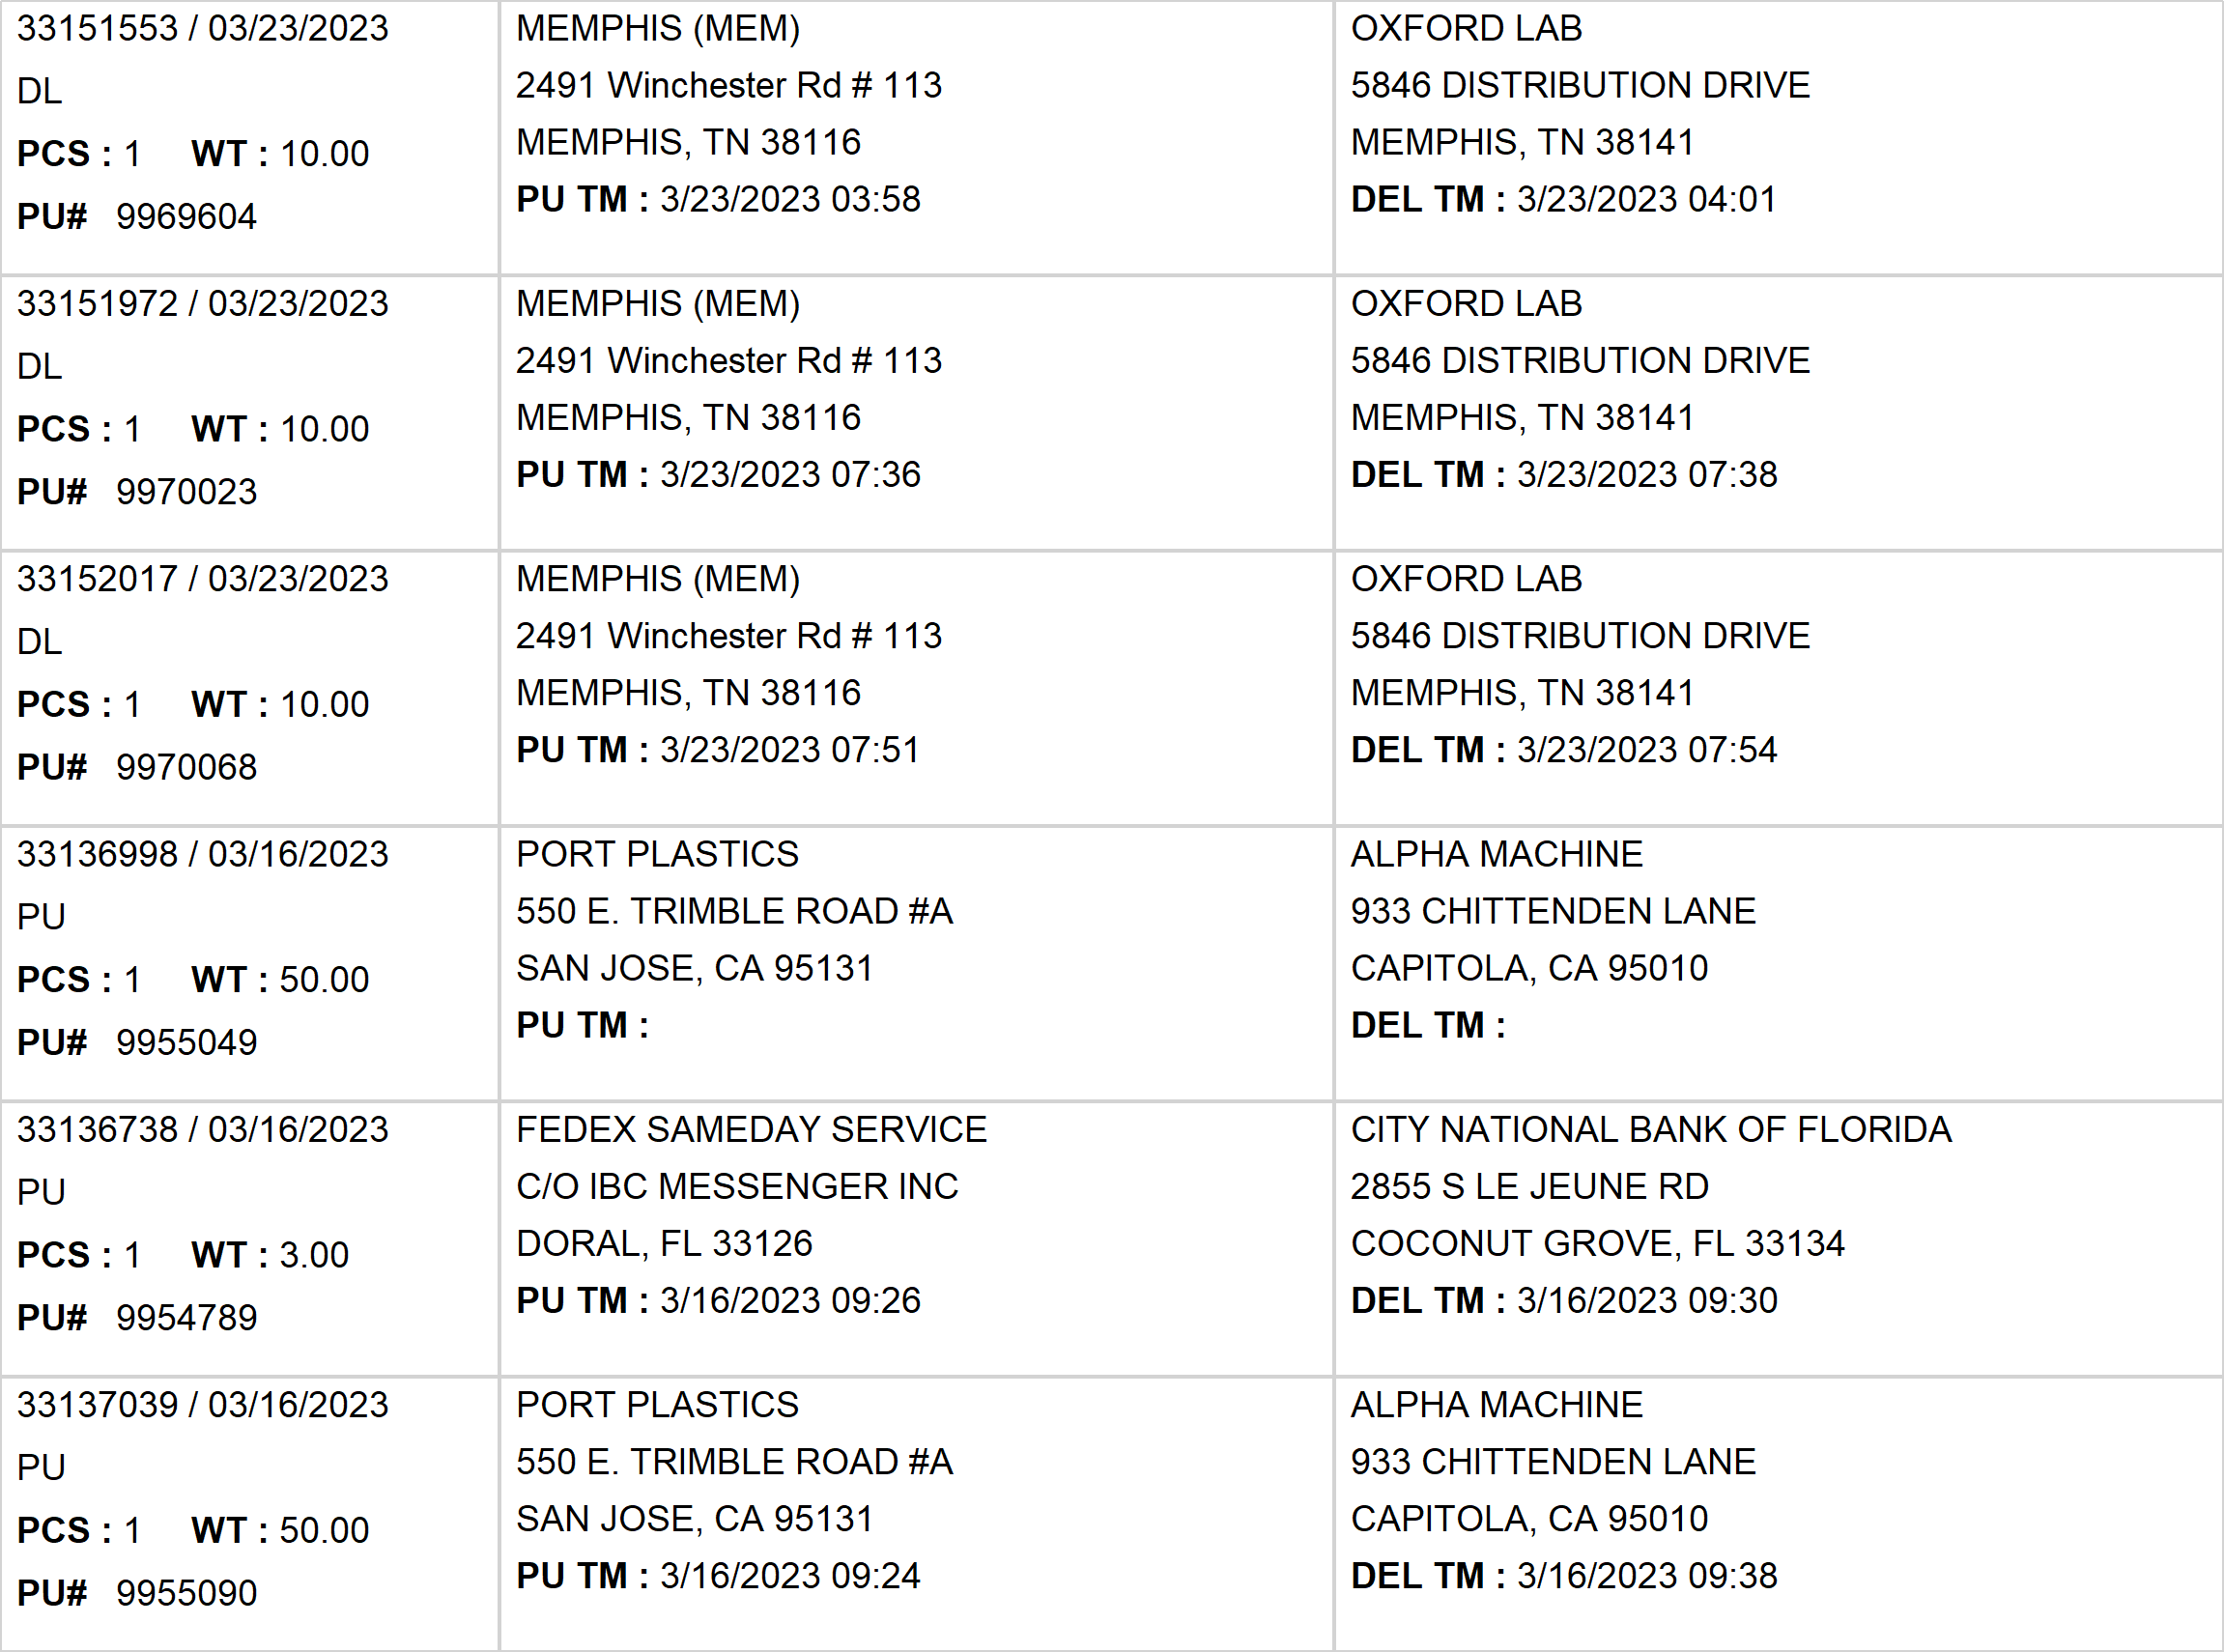 33151553 / 03/23/2023
DL
PCS : 1 WT : 10.00
PU# 9969604
MEMPHIS (MEM)
2491 Winchester Rd # 113
MEMPHIS, TN 38116
PU TM : 3/23/2023 03:58
OXFORD LAB
5846 DISTRIBUTION DRIVE
MEMPHIS, TN 38141
DEL TM : 3/23/2023 04:01
33151972 / 03/23/2023
DL
PCS : 1 WT : 10.00
PU# 9970023
MEMPHIS (MEM)
2491 Winchester Rd # 113
MEMPHIS, TN 38116
PU TM : 3/23/2023 07:36
OXFORD LAB
5846 DISTRIBUTION DRIVE
MEMPHIS, TN 38141
DEL TM : 3/23/2023 07:38
33152017 / 03/23/2023
DL
PCS : 1 WT : 10.00
PU# 9970068
MEMPHIS (MEM)
2491 Winchester Rd # 113
MEMPHIS, TN 38116
PU TM : 3/23/2023 07:51
OXFORD LAB
5846 DISTRIBUTION DRIVE
MEMPHIS, TN 38141
DEL TM : 3/23/2023 07:54
33136998 / 03/16/2023
PU
PCS : 1 WT : 50.00
PU# 9955049
PORT PLASTICS
550 E. TRIMBLE ROAD #A
SAN JOSE, CA 95131
PU TM :
ALPHA MACHINE
933 CHITTENDEN LANE
CAPITOLA, CA 95010
DEL TM :
33136738 / 03/16/2023
PU
PCS : 1 WT : 3.00
PU# 9954789
FEDEX SAMEDAY SERVICE
C/O IBC MESSENGER INC
DORAL, FL 33126
PU TM : 3/16/2023 09:26
CITY NATIONAL BANK OF FLORIDA
2855 S LE JEUNE RD
COCONUT GROVE, FL 33134
DEL TM : 3/16/2023 09:30
33137039 / 03/16/2023
PU
PCS : 1 WT : 50.00
PU# 9955090
PORT PLASTICS
550 E. TRIMBLE ROAD #A
SAN JOSE, CA 95131
PU TM : 3/16/2023 09:24
ALPHA MACHINE
933 CHITTENDEN LANE
CAPITOLA, CA 95010
DEL TM : 3/16/2023 09:38